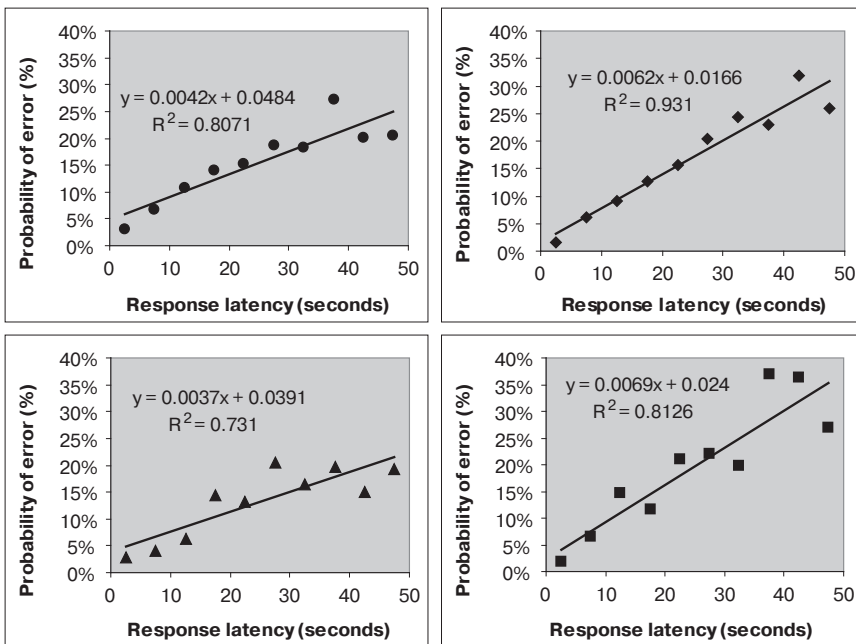 40%
35%
30%
25%
20%
15%
10%
5%
0%
Probability of error (%)
y = 0.0042x + 0.0484
R² = 0.8071
0 10 20 30 40 50
Response latency (seconds)
40%
35%
30%
25%
20%
15%
10%
5%
0%
Probability of error (%)
y = 0.0062x + 0.0166
R² = 0.931
0 10 20 30 40 50
Response latency (seconds)
40%
35%
30%
25%
20%
15%
10%
5%
0%
Probability of error (%)
y = 0.0037x + 0.0391
R² = 0.731
0 10 20 30 40 50
Response latency (seconds)
40%
35%
30%
25%
20%
15%
10%
5%
0%
Probability of error (%)
y = 0.0069x + 0.024
R² = 0.8126
0 10 20 30 40 50
Response latency (seconds)